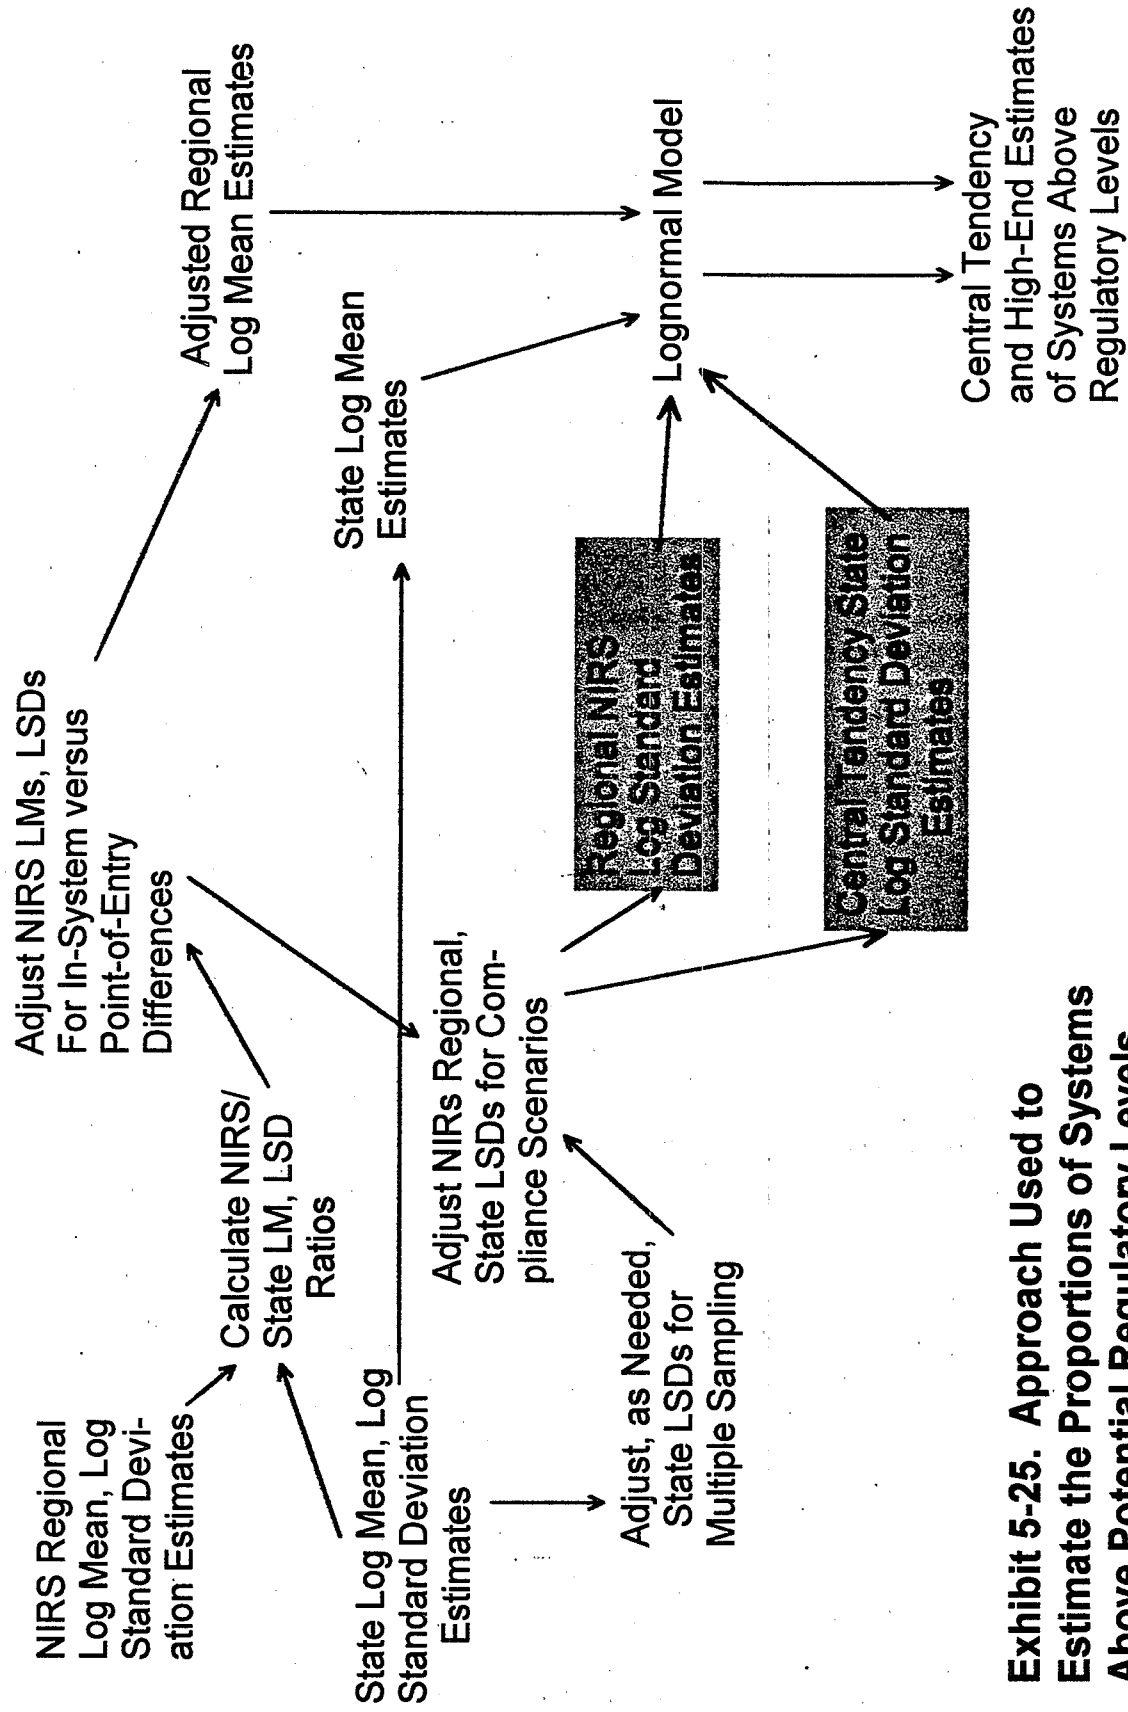 NIRS Regional
Log Mean, Log
Standard Devi-
ation Estimates
State Log Mean, Log
Standard Deviation
Estimates
Calculate NIRS/
State LM, LSD
Ratios
Adjust, as Needed,
State LSDs for
Multiple Sampling
Adjust NIRS LMs, LSDs
For In-System versus
Point-of-Entry
Differences
Adjust NIRs Regional,
State LSDs for Com-
pliance Scenarios
Adjusted Regional
Log Mean Estimates
State Log Mean
Estimates
Regional NIRS
Log Standard
Deviation Estimates
Central Tendency State
Log Standard Deviation
Estimates
Lognormal Model
Central Tendency
and High-End Estimates
of Systems Above
Regulatory Levels
Exhibit 5-25. Approach Used to
Estimate the Proportions of Systems
Above Potential Regulatory Levels